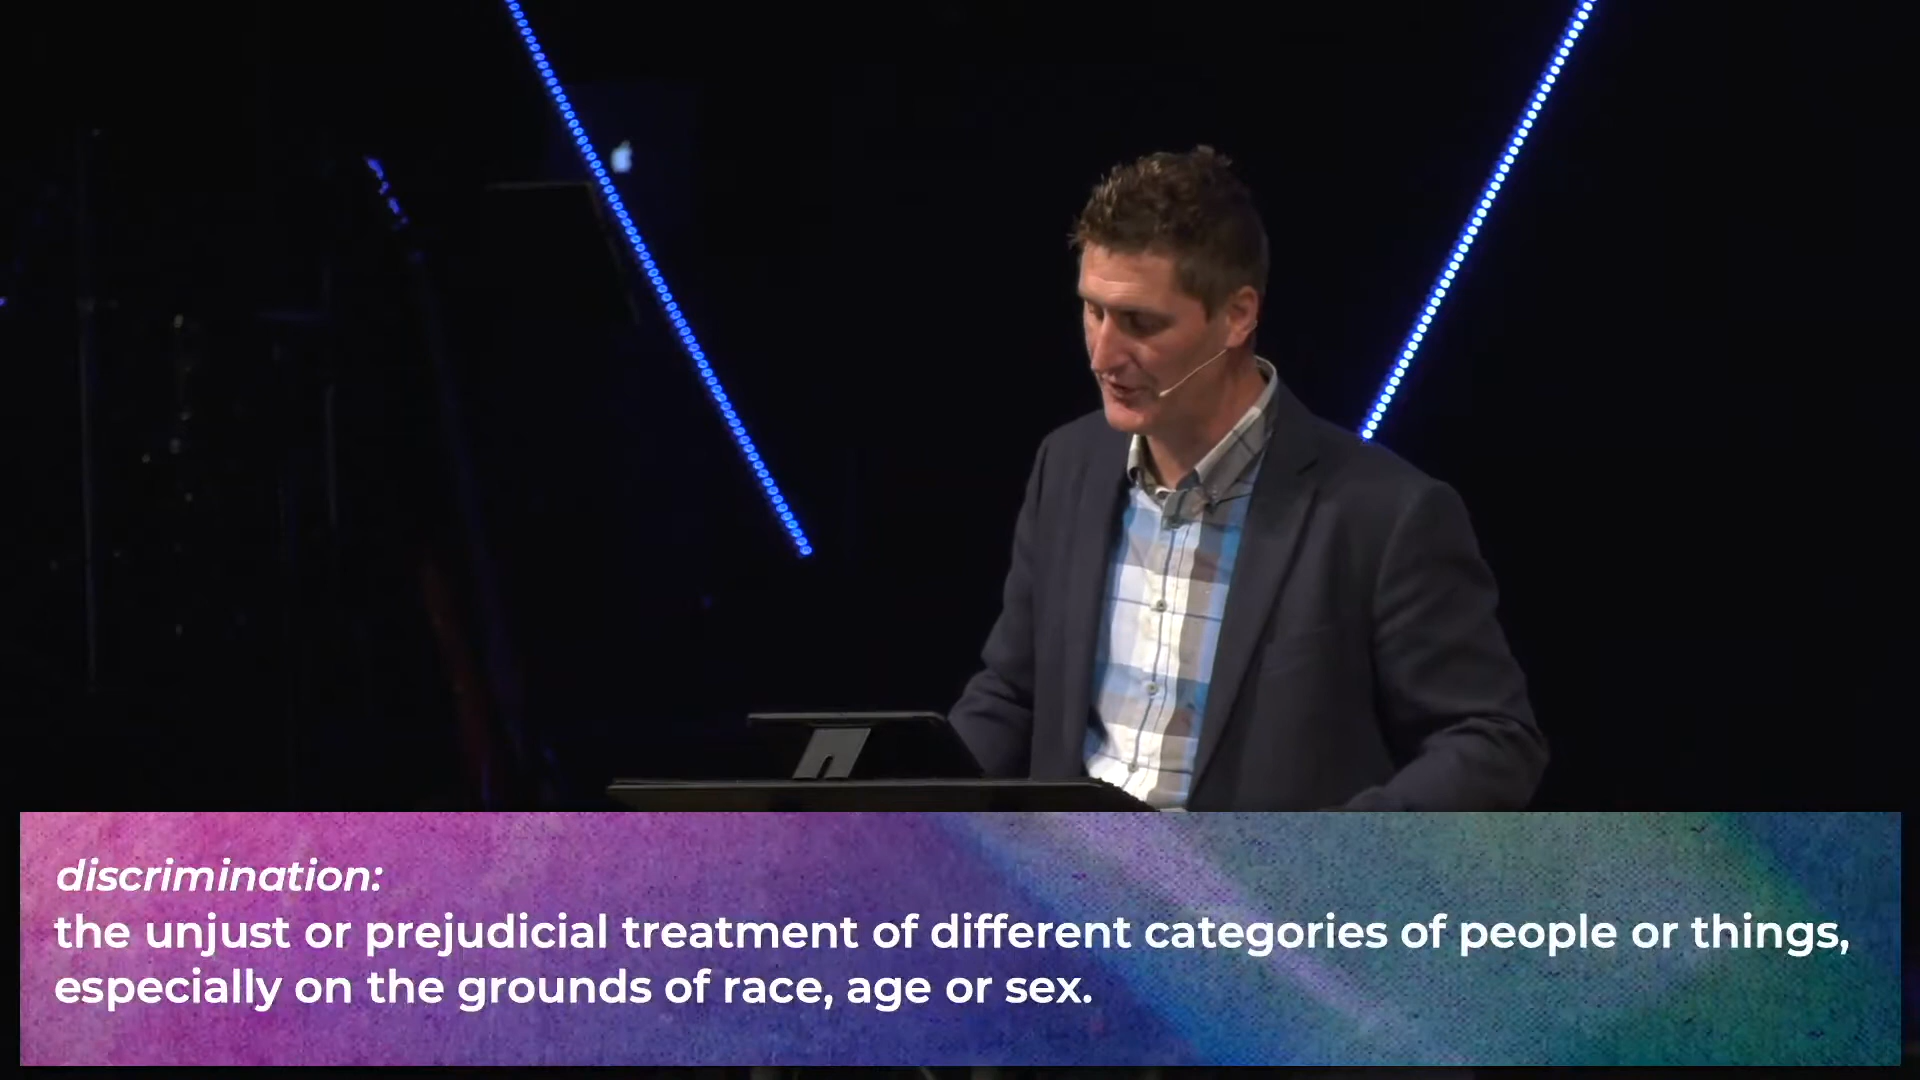 discrimination:
the unjust or prejudicial treatment of different categories of people or things,
especially on the grounds of race, age or sex.